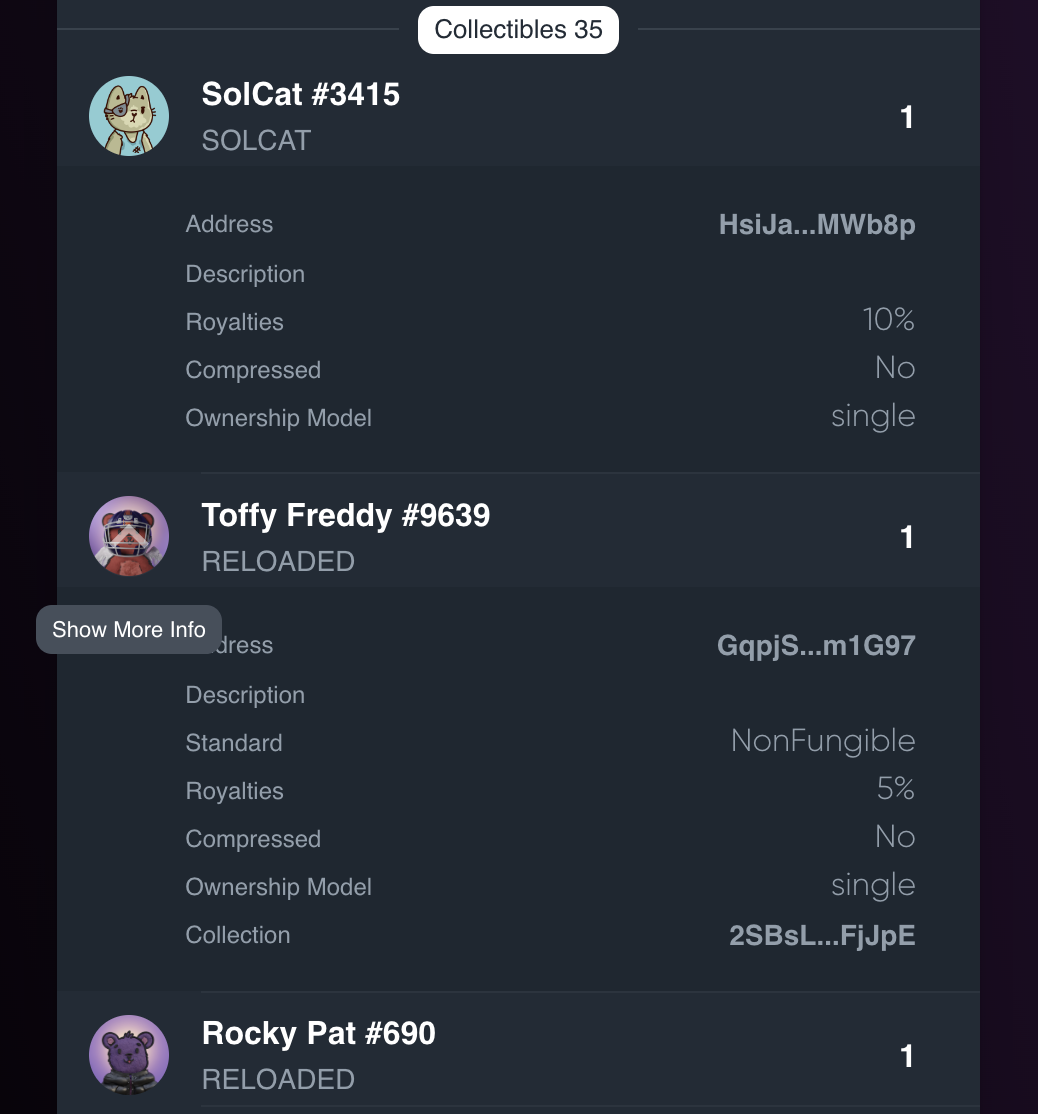 Collectibles 35
SolCat #3415
SOLCAT
1
Address HsiJa...MWb8p
Description
Royalties 10%
Compressed No
Ownership Model single
Toffy Freddy #9639
RELOADED
1
Show More Info
dress GqpjS...m1G97
Description
Standard NonFungible
Royalties 5%
Compressed No
Ownership Model single
Collection 2SBsL...FjJpE
Rocky Pat #690
RELOADED
1